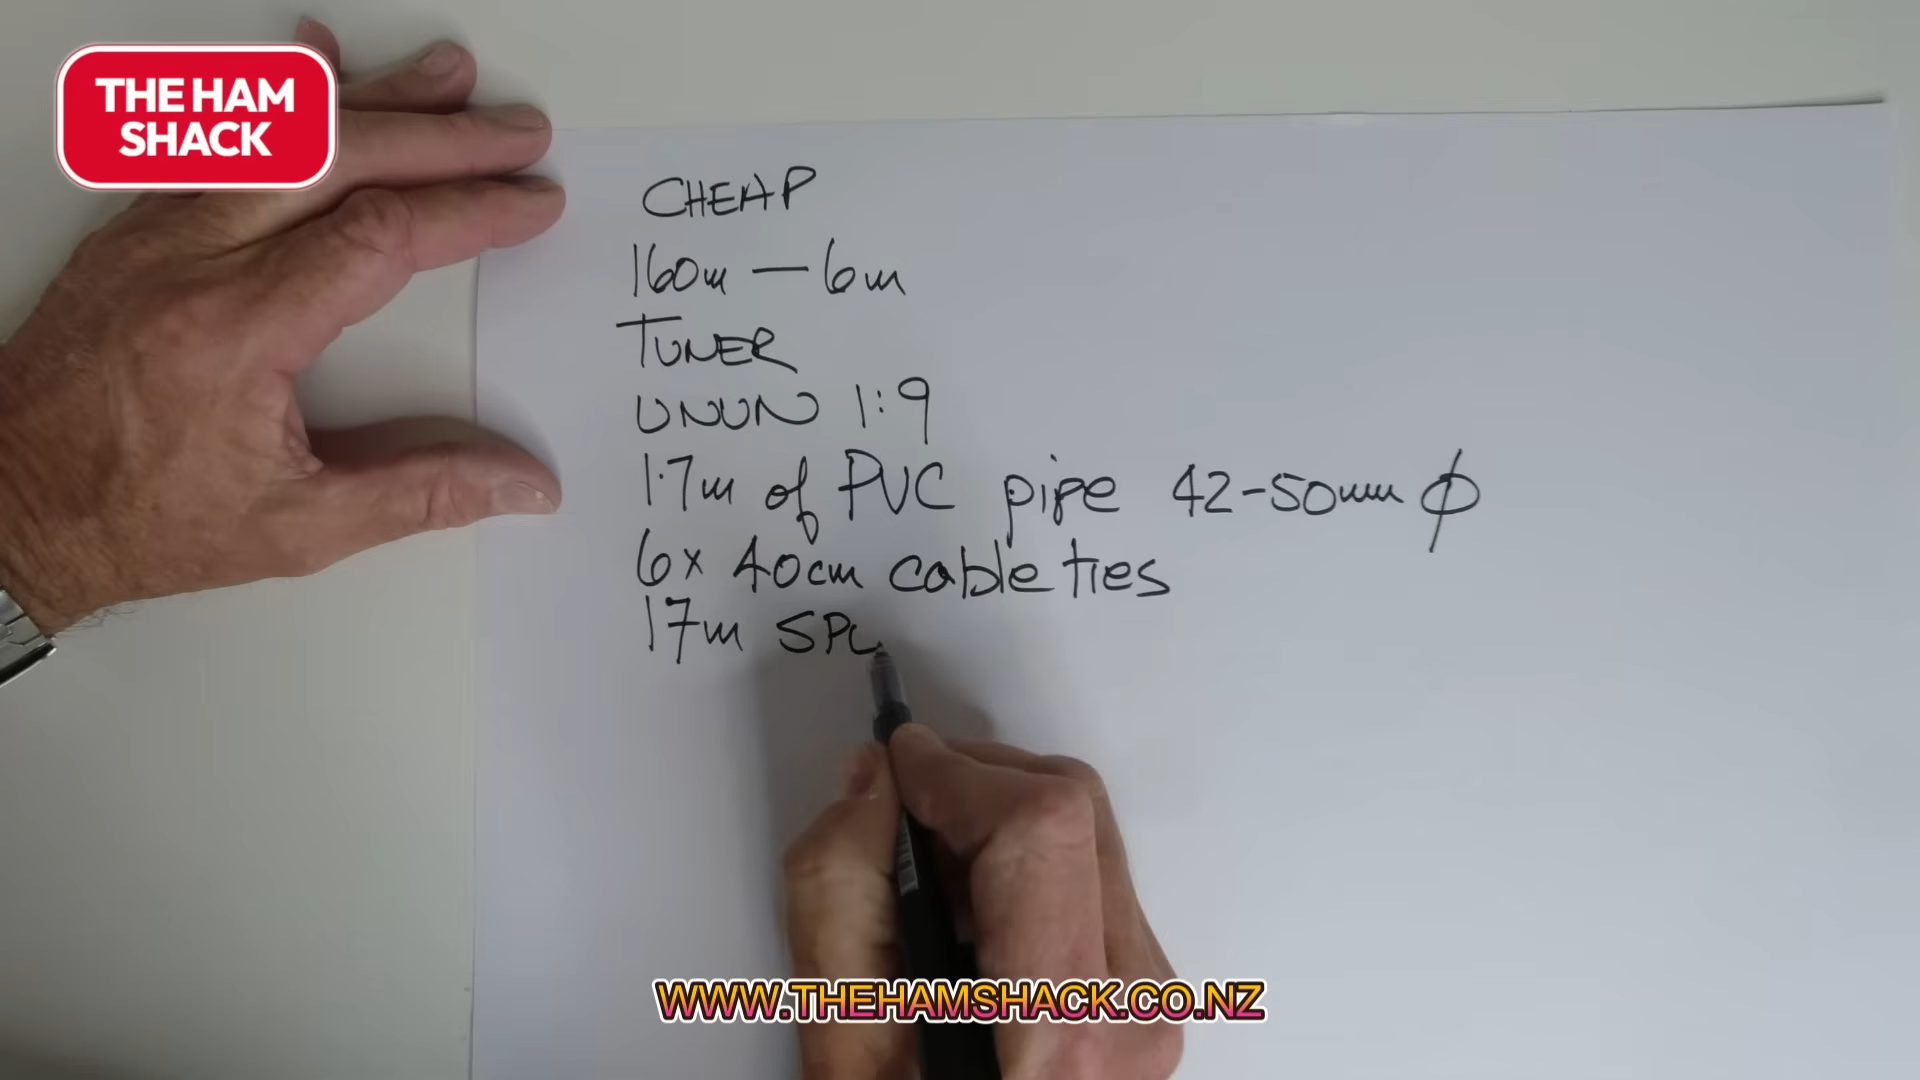 THE HAM
SHACK
CHEAP
160m — 6m
TUNER
UNUN 1:9
1.7m of PVC pipe 42-50mm ϕ
6x 40cm cable ties
17m SPC
WWW.THEHAMSHACK.CO.NZ